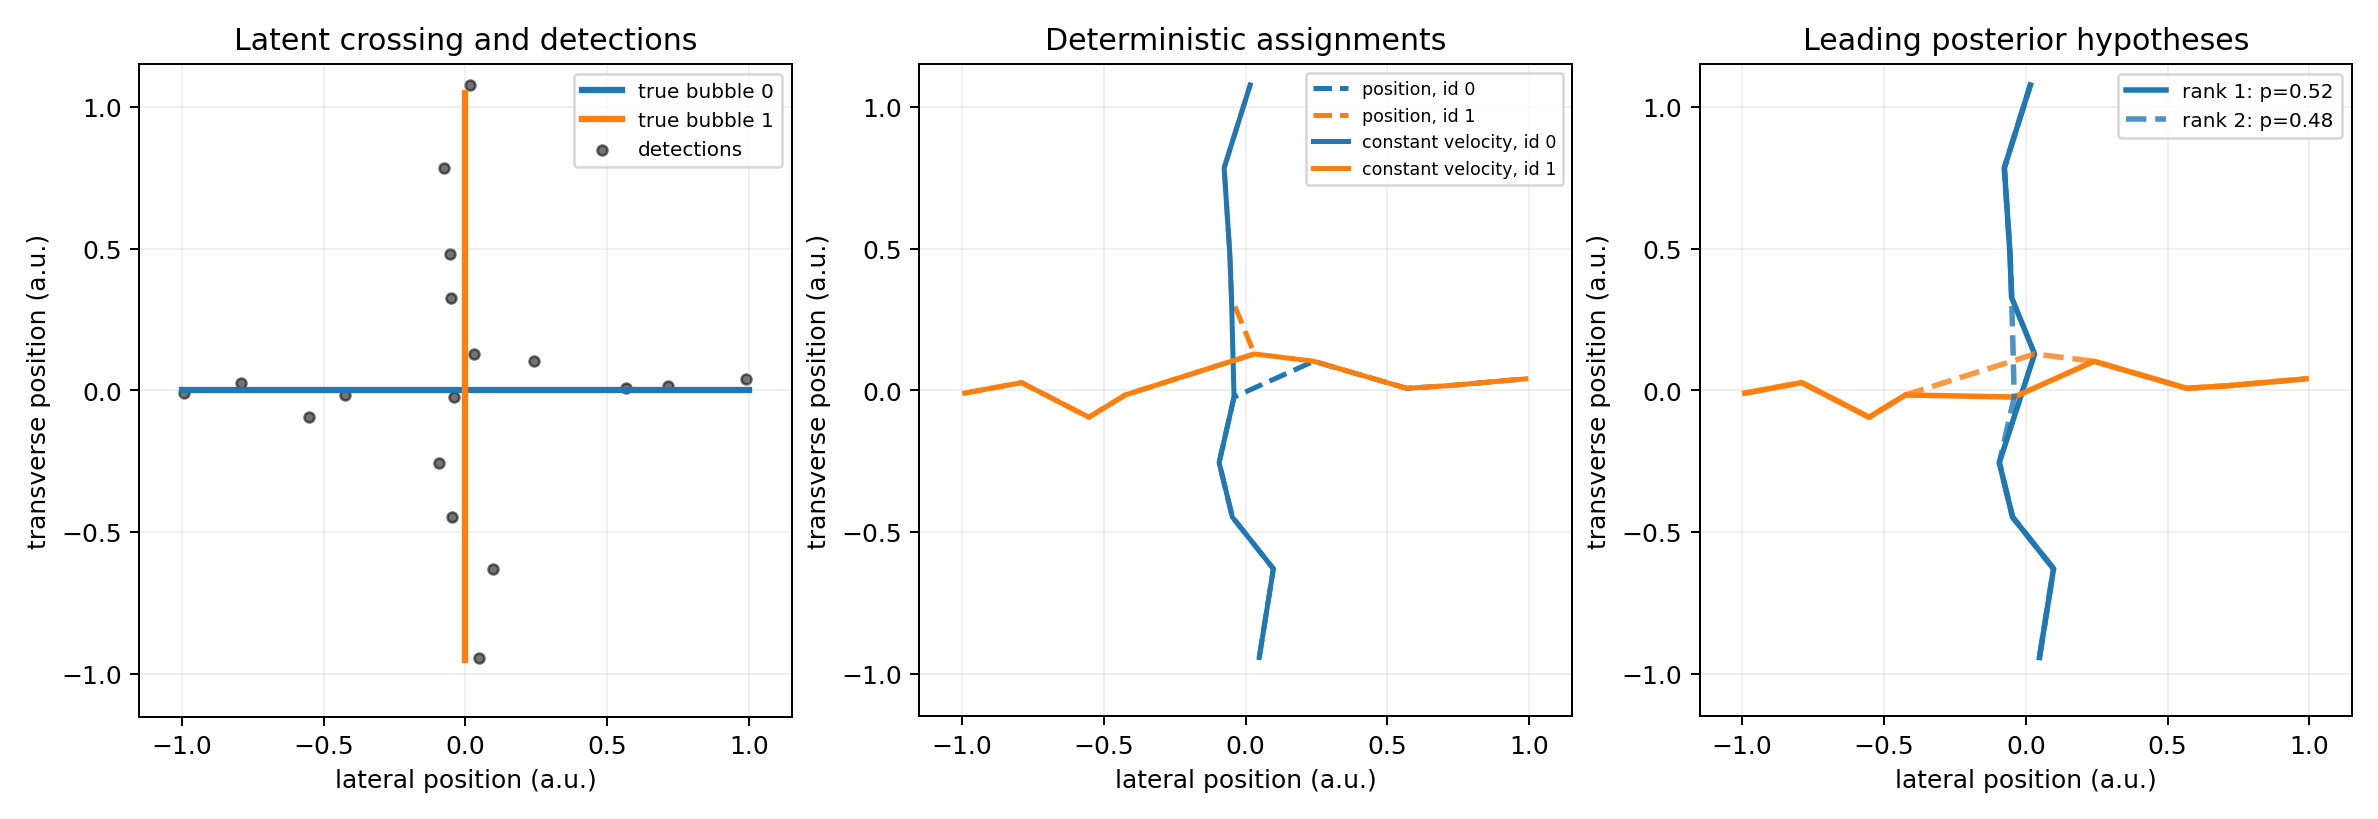 Latent crossing and detections
true bubble 0
true bubble 1
detections
1.0
0.5
0.0
−0.5
−1.0
transverse position (a.u.)
−1.0 −0.5 0.0 0.5 1.0
lateral position (a.u.)
Deterministic assignments
position, id 0
position, id 1
constant velocity, id 0
constant velocity, id 1
1.0
0.5
0.0
−0.5
−1.0
transverse position (a.u.)
−1.0 −0.5 0.0 0.5 1.0
lateral position (a.u.)
Leading posterior hypotheses
rank 1: p=0.52
rank 2: p=0.48
1.0
0.5
0.0
−0.5
−1.0
transverse position (a.u.)
−1.0 −0.5 0.0 0.5 1.0
lateral position (a.u.)